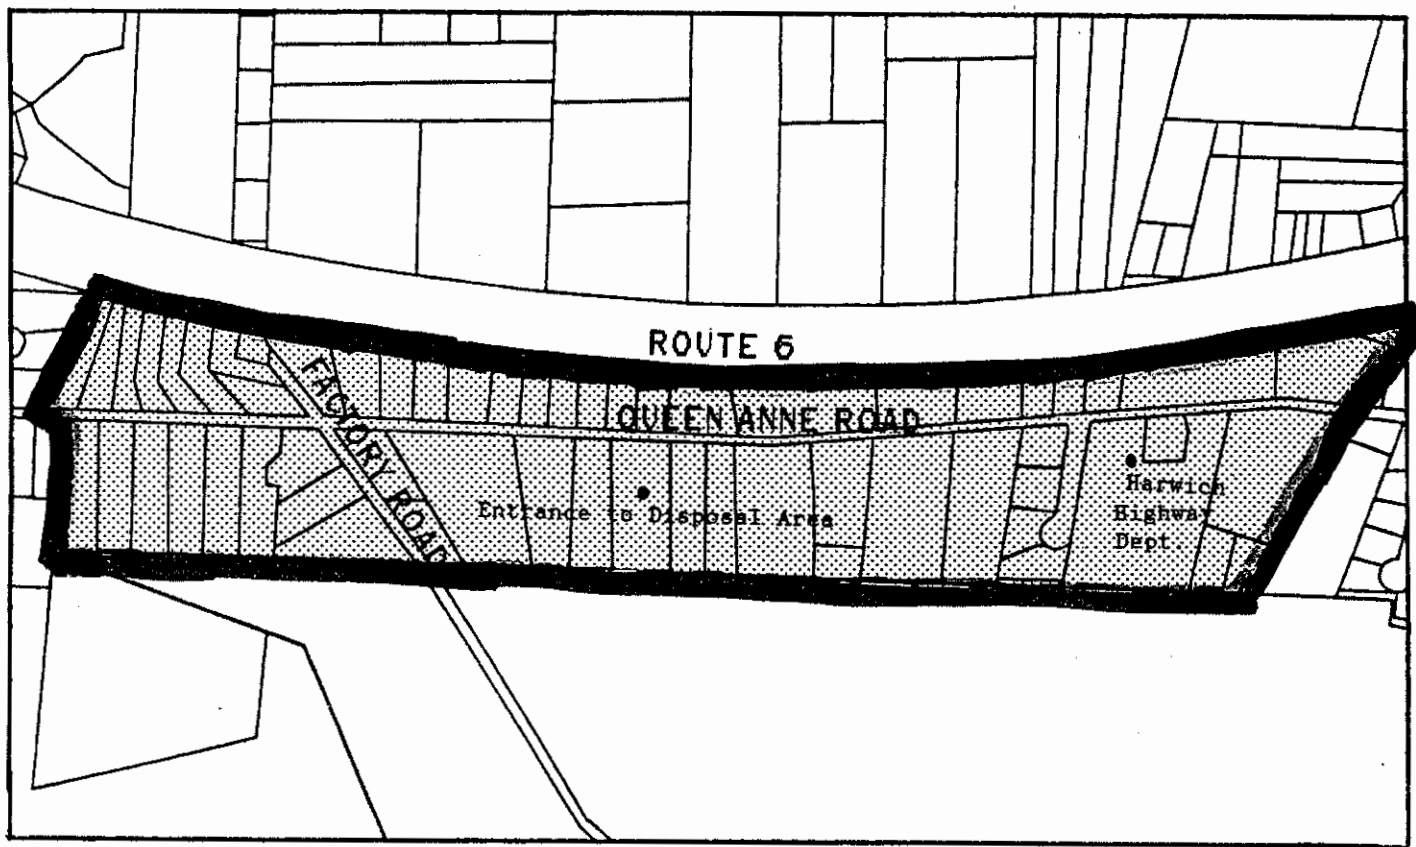 ROUTE 6
QUEEN ANNE ROAD
FACTORY ROAD
Entrance to Disposal Area
Harwich
Highway
Dept.